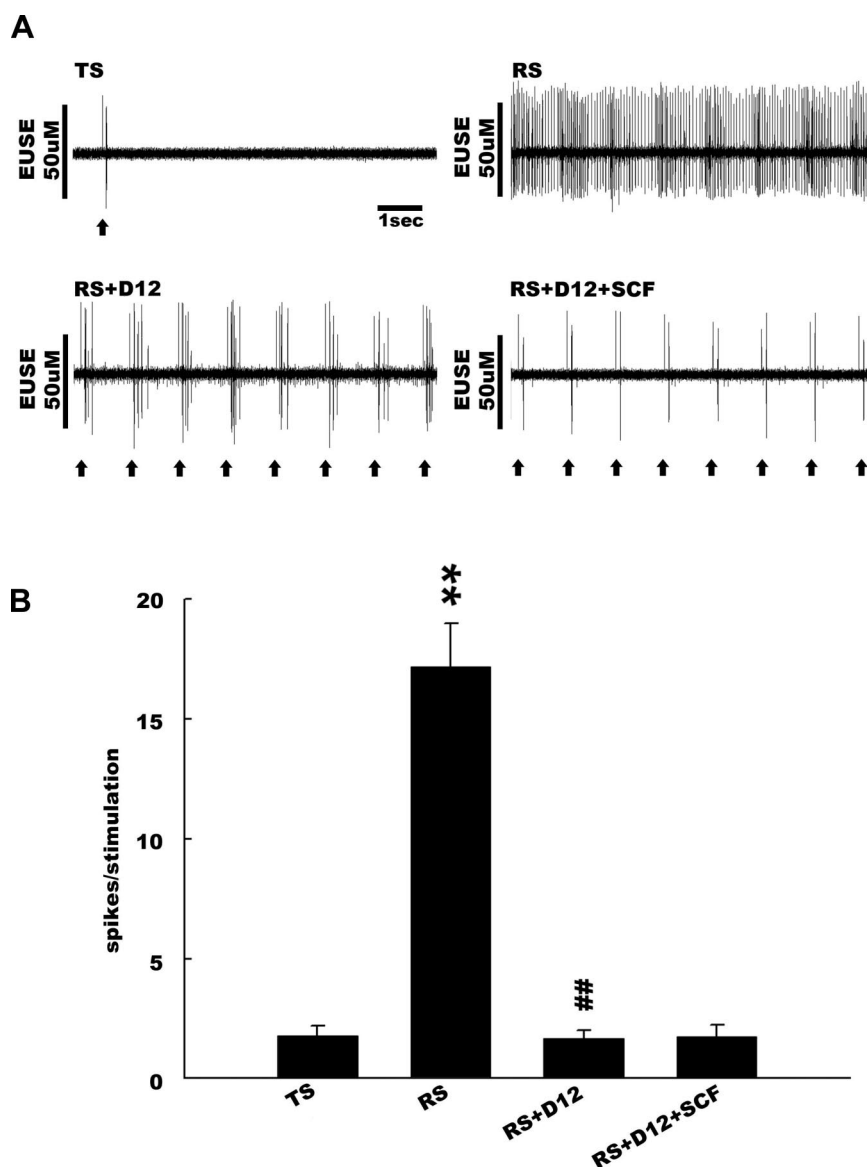 A
TS
EUSE
50uM
1sec
RS
EUSE
50uM
RS+D12
EUSE
50uM
RS+D12+SCF
EUSE
50uM
B
spikes/stimulation
20
15
10
5
0
**
##
TS
RS
RS+D12
RS+D12+SCF